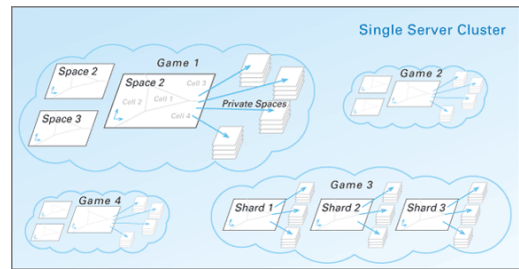 Single Server Cluster
Game 1
Space 2
Space 2
Cell 3
Cell 2
Cell 1
Cell 4
Private Spaces
Space 3
Game 2
Game 4
Game 3
Shard 1
Shard 2
Shard 3